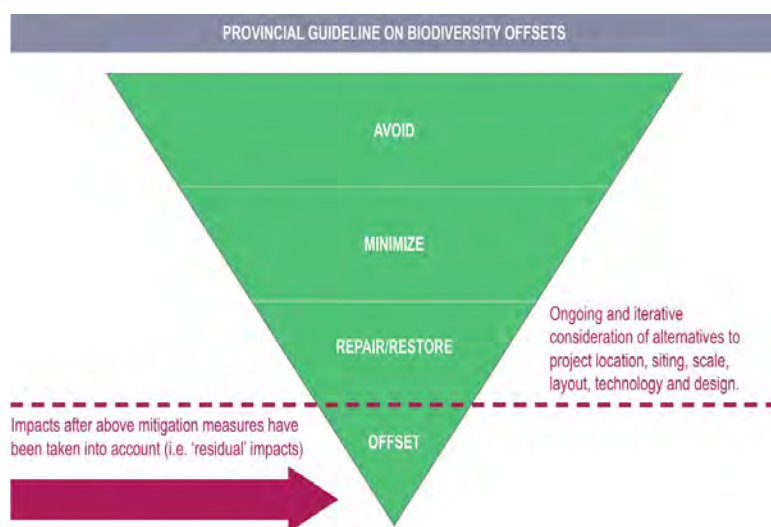 PROVINCIAL GUIDELINE ON BIODIVERSITY OFFSETS
AVOID
MINIMIZE
REPAIR/RESTORE
Ongoing and iterative
consideration of alternatives to
project location, siting, scale,
layout, technology and design.
Impacts after above mitigation measures have
been taken into account (i.e. ‘residual’ impacts)
OFFSET